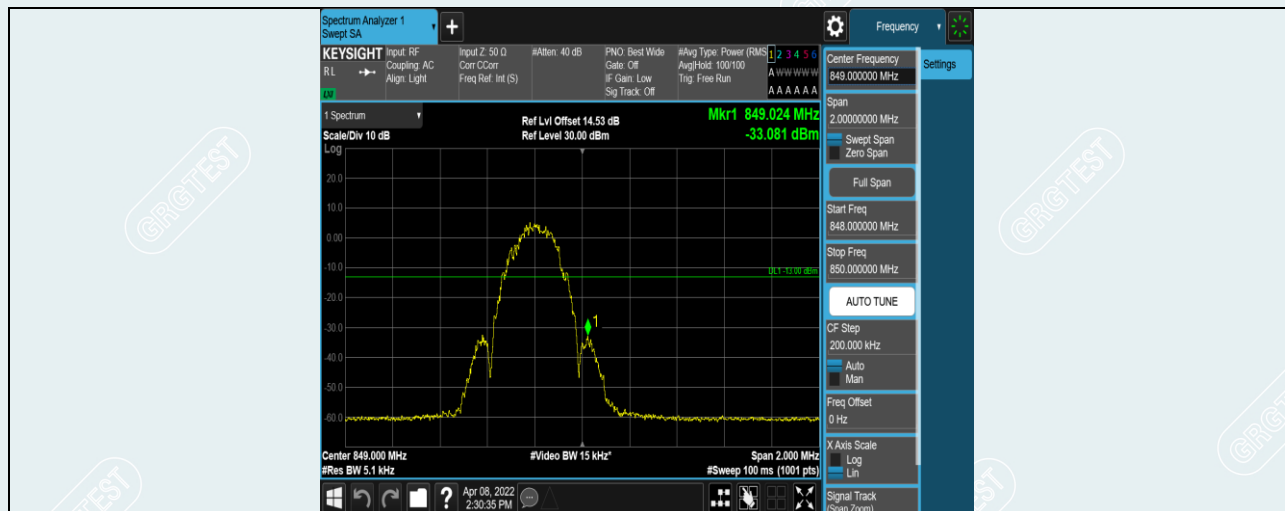 Spectrum Analyzer 1
Swept SA
Frequency
KEYSIGHT
Input: RF
Input Z: 50 Ω
#Atten: 40 dB
PNO: Best Wide
#Avg Type: Power (RMS
1 2 3 4 5 6
RL
Coupling: AC
Corr CCorr
Gate: Off
Avg|Hold: 100/100
A W W W W W
Align: Light
Freq Ref: Int (S)
IF Gain: Low
Trig: Free Run
Sig Track: Off
A A A A A A
LXI
1 Spectrum
Ref Lvl Offset 14.53 dB
Mkr1 849.024 MHz
Scale/Div 10 dB
Ref Level 30.00 dBm
-33.081 dBm
Log
20.0
10.0
0.00
-10.0
DL1 -13.00 dBm
-20.0
-30.0
1
-40.0
-50.0
-60.0
Center 849.000 MHz
#Video BW 15 kHz*
Span 2.000 MHz
#Res BW 5.1 kHz
#Sweep 100 ms (1001 pts)
?
Apr 08, 2022
2:30:35 PM
Center Frequency
849.000000 MHz
Settings
Span
2.00000000 MHz
Swept Span
Zero Span
Full Span
Start Freq
848.000000 MHz
Stop Freq
850.000000 MHz
AUTO TUNE
CF Step
200.000 kHz
Auto
Man
Freq Offset
0 Hz
X Axis Scale
Log
Lin
Signal Track
(Span Zoom)
GRGTEST
GRGTEST